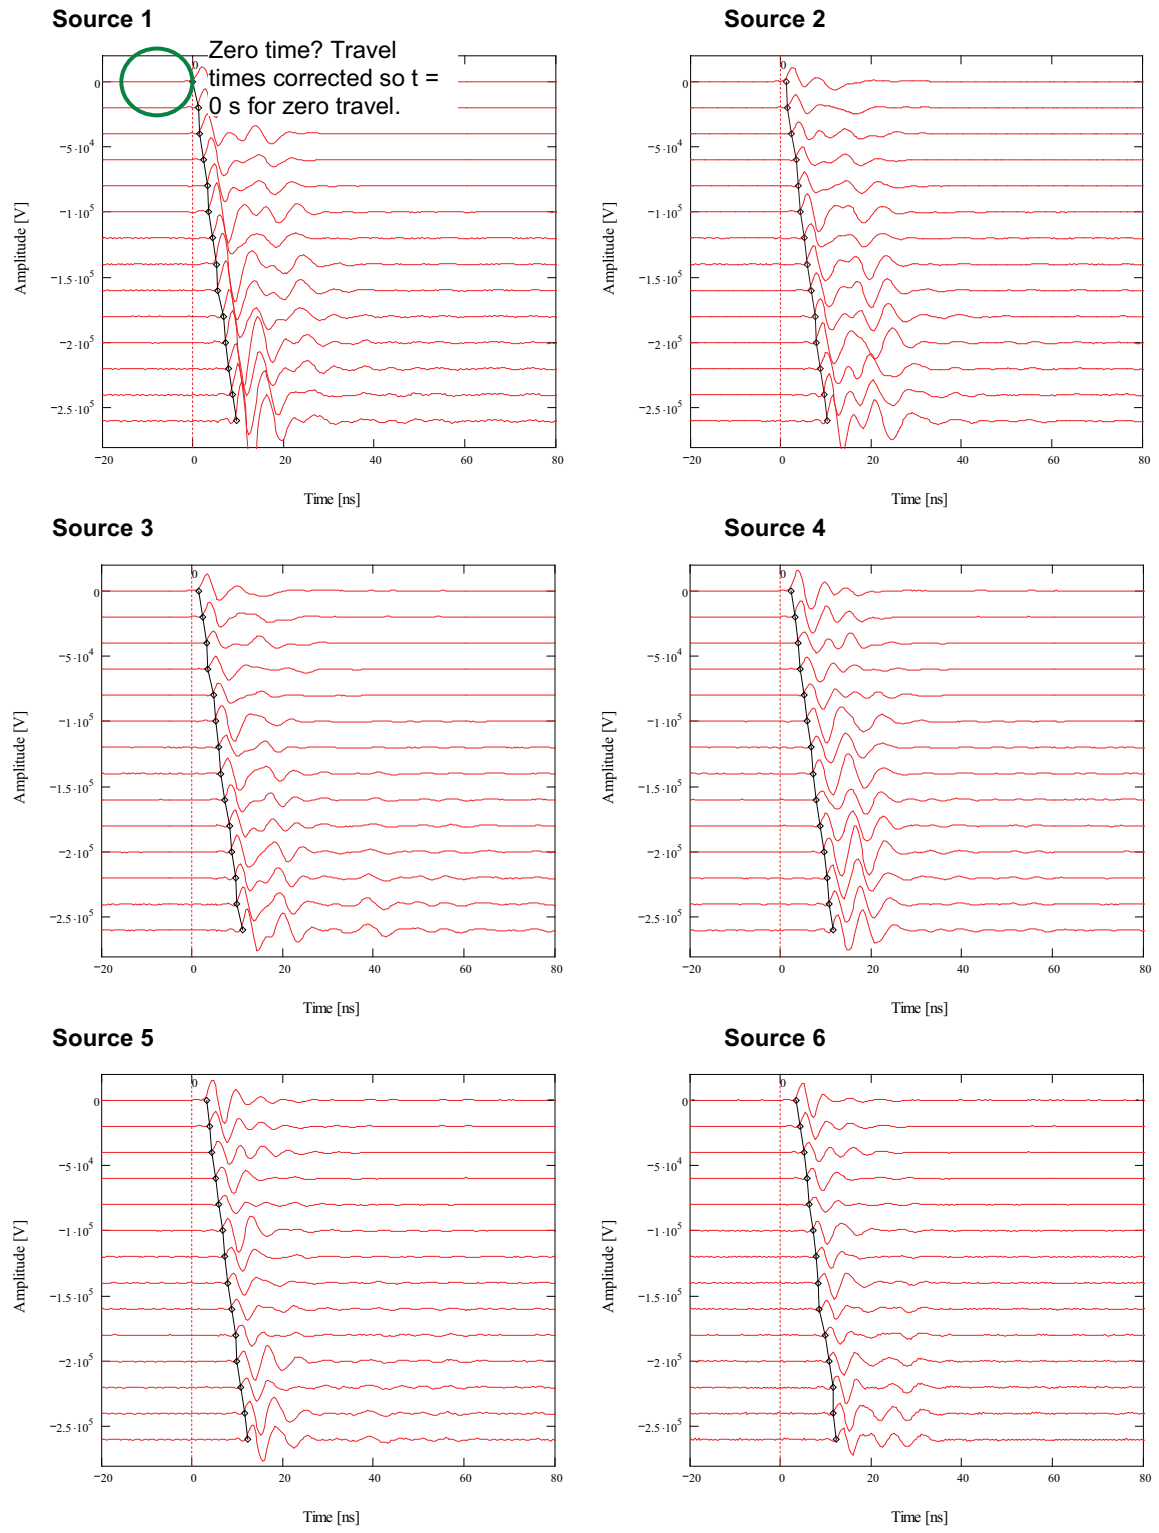 Source 1
Zero time? Travel
times corrected so t =
0 s for zero travel.
0
0
−5·10⁴
−1·10⁵
−1.5·10⁵
−2·10⁵
−2.5·10⁵
Amplitude [V]
−20 0 20 40 60 80
Time [ns]
Source 2
0
0
−5·10⁴
−1·10⁵
−1.5·10⁵
−2·10⁵
−2.5·10⁵
Amplitude [V]
−20 0 20 40 60 80
Time [ns]
Source 3
0
0
−5·10⁴
−1·10⁵
−1.5·10⁵
−2·10⁵
−2.5·10⁵
Amplitude [V]
−20 0 20 40 60 80
Time [ns]
Source 4
0
0
−5·10⁴
−1·10⁵
−1.5·10⁵
−2·10⁵
−2.5·10⁵
Amplitude [V]
−20 0 20 40 60 80
Time [ns]
Source 5
0
0
−5·10⁴
−1·10⁵
−1.5·10⁵
−2·10⁵
−2.5·10⁵
Amplitude [V]
−20 0 20 40 60 80
Time [ns]
Source 6
0
0
−5·10⁴
−1·10⁵
−1.5·10⁵
−2·10⁵
−2.5·10⁵
Amplitude [V]
−20 0 20 40 60 80
Time [ns]